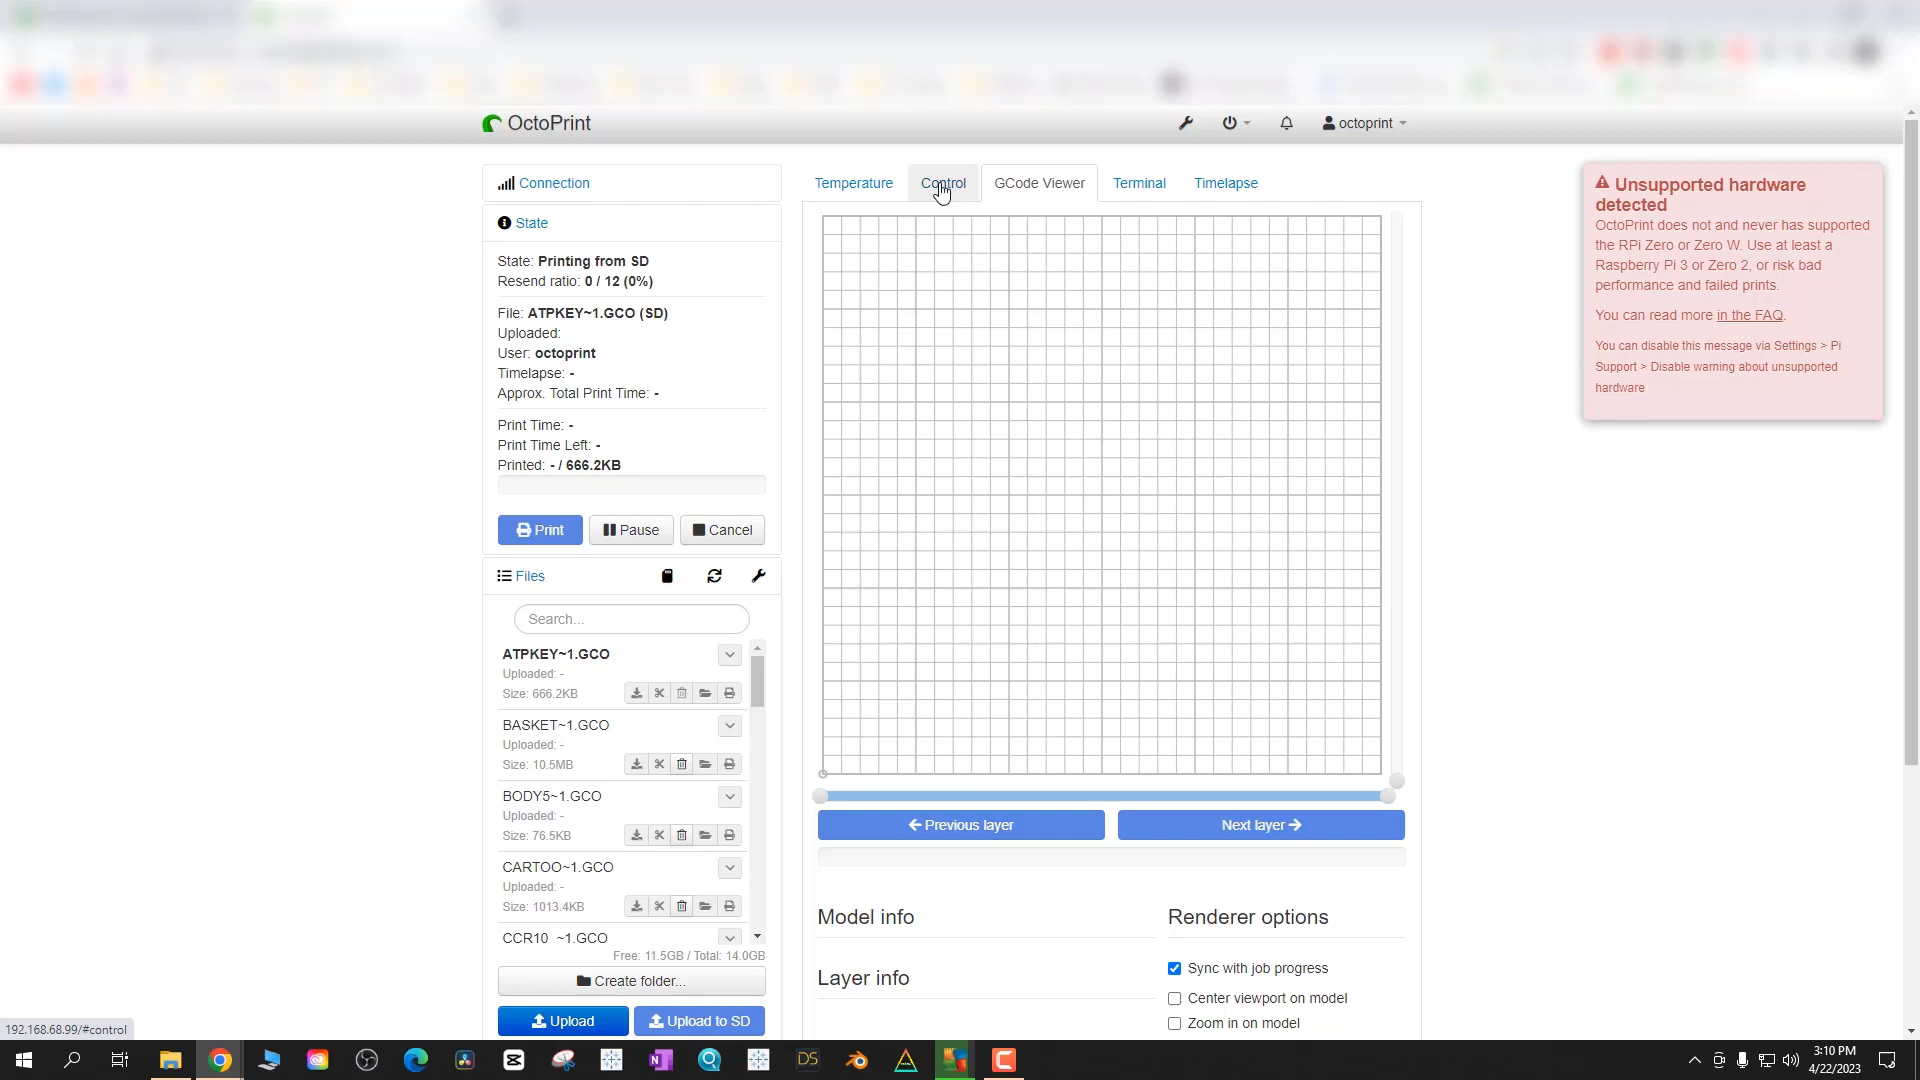 OctoPrint
octoprint
Connection
State
State: Printing from SD
Resend ratio: 0 / 12 (0%)
File: ATPKEY~1.GCO (SD)
Uploaded:
User: octoprint
Timelapse: -
Approx. Total Print Time: -
Print Time: -
Print Time Left: -
Printed: - / 666.2KB
Print
Pause
Cancel
Files
Search...
ATPKEY~1.GCO
Uploaded: -
Size: 666.2KB
BASKET~1.GCO
Uploaded: -
Size: 10.5MB
BODY5~1.GCO
Uploaded: -
Size: 76.5KB
CARTOO~1.GCO
Uploaded: -
Size: 1013.4KB
CCR10_~1.GCO
Free: 11.5GB / Total: 14.0GB
Create folder...
Upload
Upload to SD
Temperature
Control
GCode Viewer
Terminal
Timelapse
Previous layer
Next layer
Model info
Layer info
Renderer options
Sync with job progress
Center viewport on model
Zoom in on model
Unsupported hardware
detected
OctoPrint does not and never has supported
the RPi Zero or Zero W. Use at least a
Raspberry Pi 3 or Zero 2, or risk bad
performance and failed prints.
You can read more in the FAQ.
You can disable this message via Settings > Pi
Support > Disable warning about unsupported
hardware
192.168.68.99/#control
DS
3:10 PM
4/22/2023